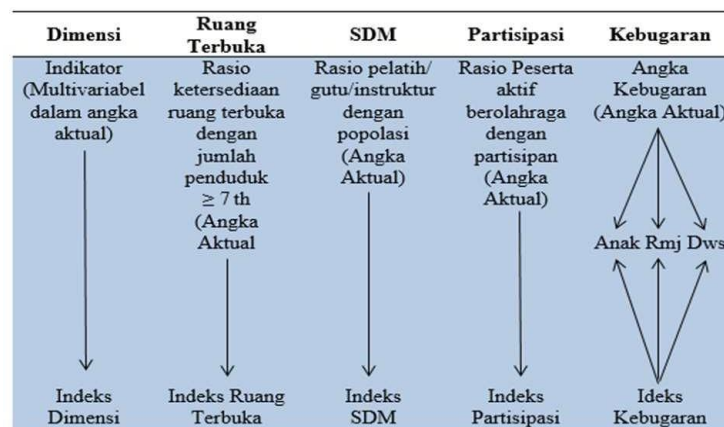 Dimensi
Ruang
Terbuka
SDM
Partisipasi
Kebugaran
Indikator
(Multivariabel
dalam angka
aktual)
Rasio
ketersediaan
ruang terbuka
dengan
jumlah
penduduk
≥ 7 th
(Angka
Aktual
Rasio pelatih/
gutu/instruktur
dengan
popolasi
(Angka
Aktual)
Rasio Peserta
aktif
berolahraga
dengan
partisipan
(Angka
Aktual)
Angka
Kebugaran
(Angka Aktual)
Anak Rmj Dws
Indeks
Dimensi
Indeks Ruang
Terbuka
Indeks
SDM
Indeks
Partisipasi
Ideks
Kebugaran